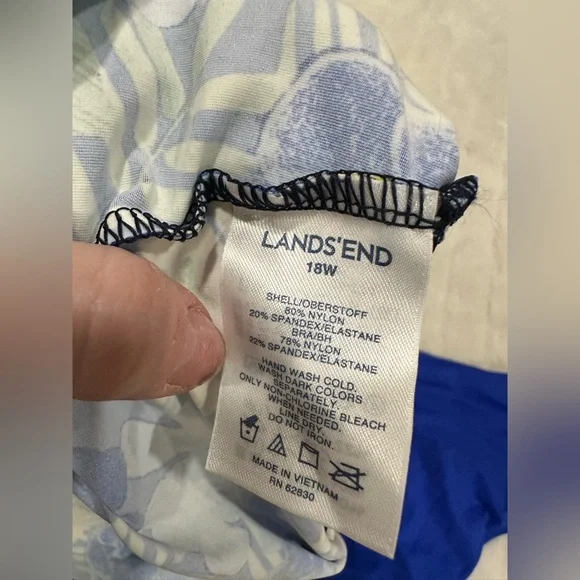 LANDS'END
18W
SHELL/OBERSTOFF
80% NYLON
20% SPANDEX/ELASTANE
BRA/BH
78% NYLON
22% SPANDEX/ELASTANE
HAND WASH COLD.
WASH DARK COLORS
SEPARATELY.
ONLY NON-CHLORINE BLEACH
WHEN NEEDED.
LINE DRY.
DO NOT IRON.
MADE IN VIETNAM
RN 62830